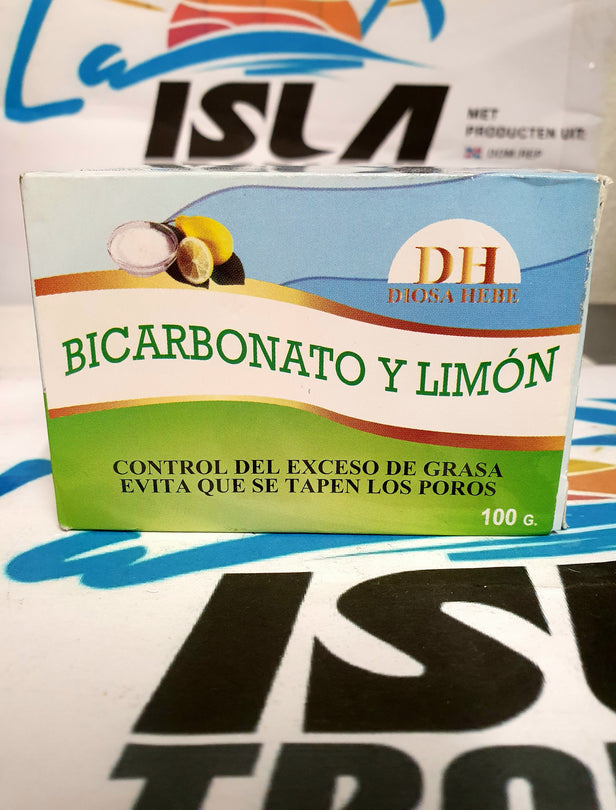 La
ISLA
MET
PRODUCTEN UIT:
DOM.REP
DH
DIOSA HEBE
BICARBONATO Y LIMÓN
CONTROL DEL EXCESO DE GRASA
EVITA QUE SE TAPEN LOS POROS
100 G.